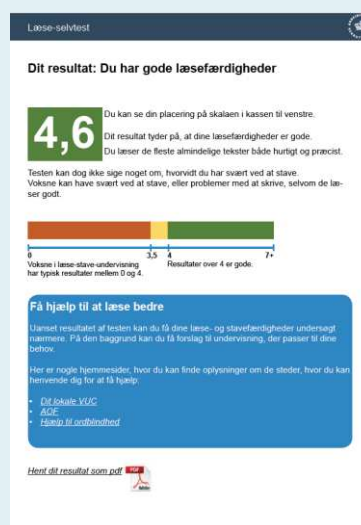 Læse-selvtest
Dit resultat: Du har gode læsefærdigheder
4,6
Du kan se din placering på skalaen i kassen til venstre.
Dit resultat tyder på, at dine læsefærdigheder er gode.
Du læser de fleste almindelige tekster både hurtigt og præcist.
Testen kan dog ikke sige noget om, hvorvidt du har svært ved at stave.
Voksne kan have svært ved at stave, eller problemer med at skrive, selvom de læ-
ser godt.
0 3,5 4 7+
Voksne i læse-stave-undervisning
har typisk resultater mellem 0 og 4.
Resultater over 4 er gode.
Få hjælp til at læse bedre
Uanset resultatet af testen kan du få dine læse- og stavefærdigheder undersøgt
nærmere. På den baggrund kan du få forslag til undervisning, der passer til dine
behov.
Her er nogle hjemmesider, hvor du kan finde oplysninger om de steder, hvor du kan
henvende dig for at få hjælp:
• Dit lokale VUC
• AOF
• Hjælp til ordblindhed
Hent dit resultat som pdf
PDF
Adobe